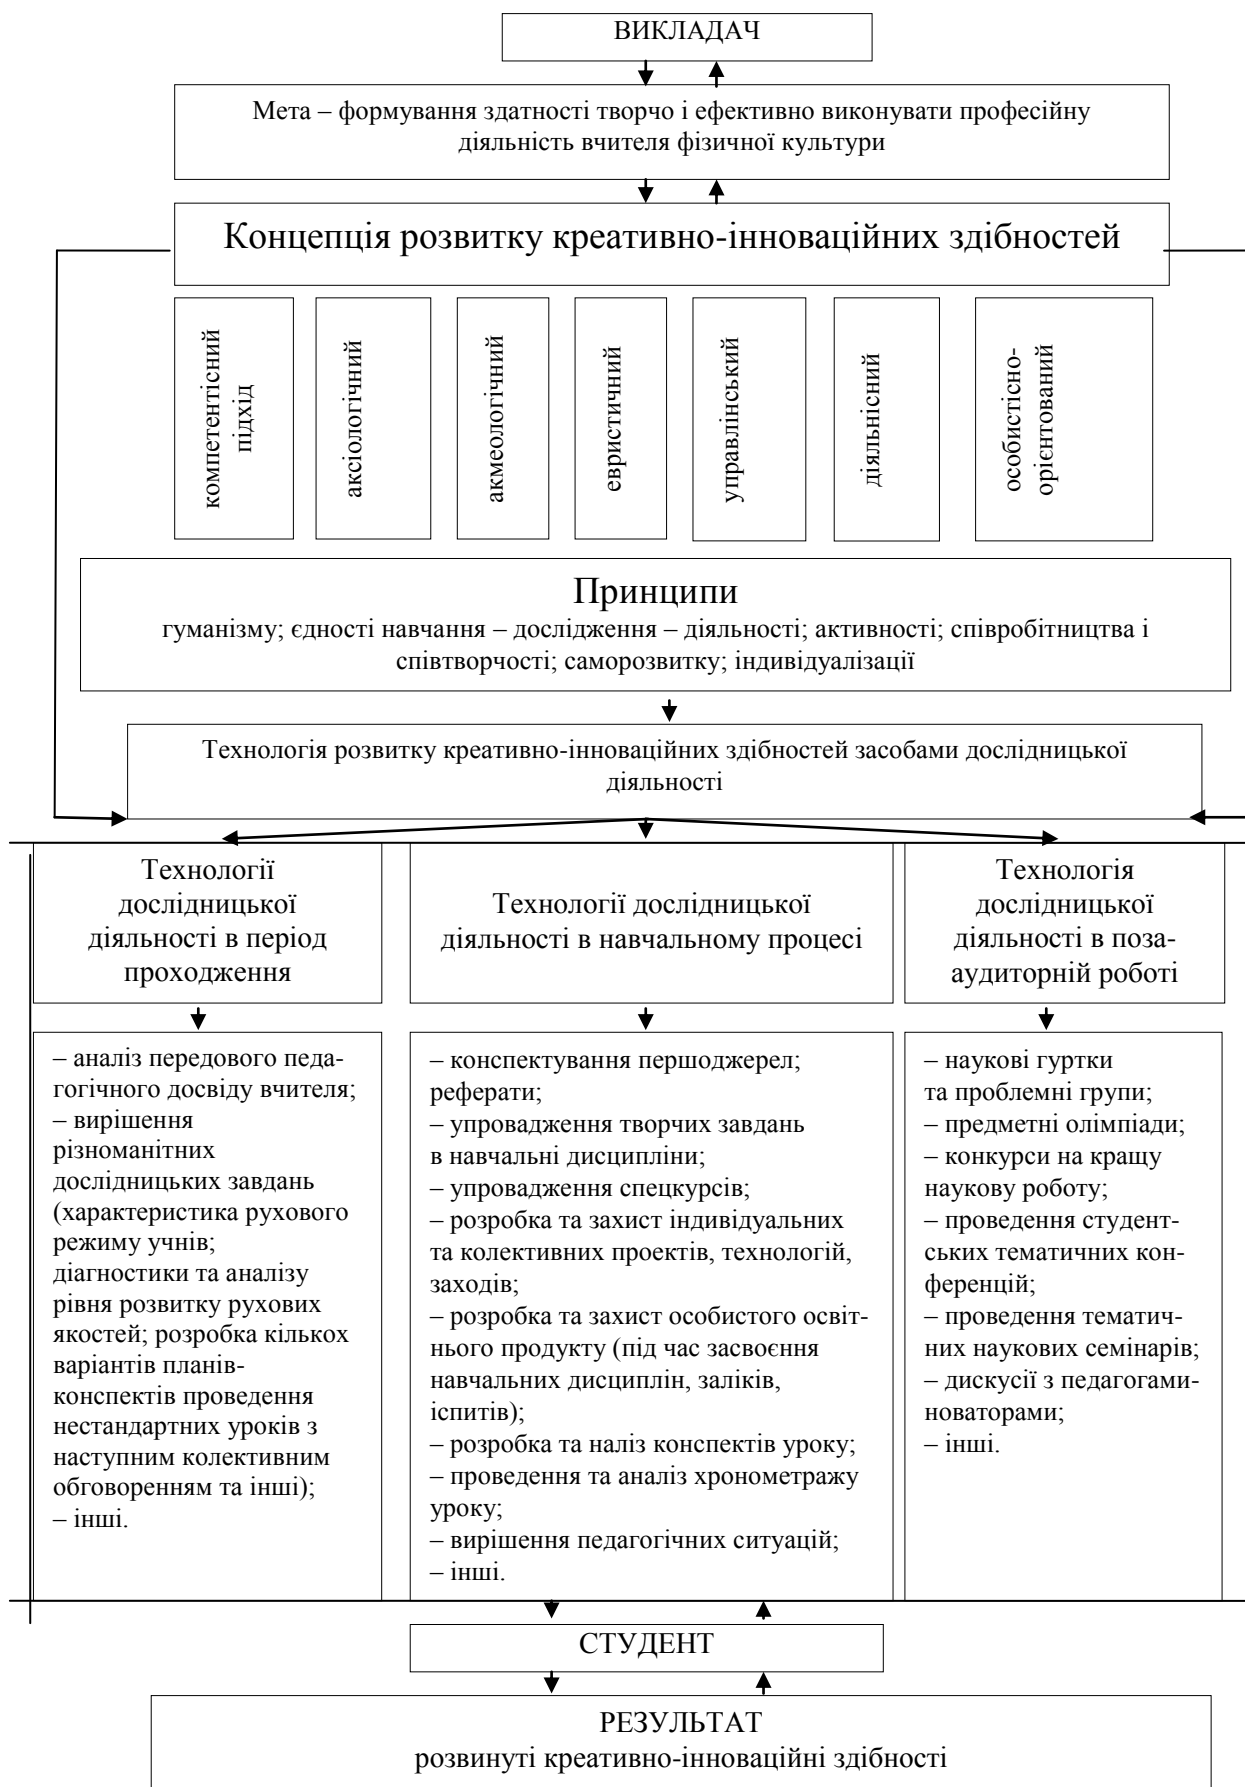 ВИКЛАДАЧ
Мета – формування здатності творчо і ефективно виконувати професійну
діяльність вчителя фізичної культури
Концепція розвитку креативно-інноваційних здібностей
компетентісний
підхід
аксіологічний
акмеологічний
евристичний
управлінський
діяльнісний
особистісно-
орієнтований
Принципи
гуманізму; єдності навчання – дослідження – діяльності; активності; співробітництва і
співтворчості; саморозвитку; індивідуалізації
Технологія розвитку креативно-інноваційних здібностей засобами дослідницької
діяльності
Технології
дослідницької
діяльності в період
проходження
Технології дослідницької
діяльності в навчальному процесі
Технологія
дослідницької
діяльності в поза-
аудиторній роботі
– аналіз передового педа-
гогічного досвіду вчителя;
– вирішення
різноманітних
дослідницьких завдань
(характеристика рухового
режиму учнів;
діагностики та аналізу
рівня розвитку рухових
якостей; розробка кількох
варіантів планів-
конспектів проведення
нестандартних уроків з
наступним колективним
обговоренням та інші);
– інші.
– конспектування першоджерел;
реферати;
– упровадження творчих завдань
в навчальні дисципліни;
– упровадження спецкурсів;
– розробка та захист індивідуальних
та колективних проектів, технологій,
заходів;
– розробка та захист особистого освіт-
нього продукту (під час засвоєння
навчальних дисциплін, заліків,
іспитів);
– розробка та наліз конспектів уроку;
– проведення та аналіз хронометражу
уроку;
– вирішення педагогічних ситуацій;
– інші.
– наукові гуртки
та проблемні групи;
– предметні олімпіади;
– конкурси на кращу
наукову роботу;
– проведення студент-
ських тематичних кон-
ференцій;
– проведення тематич-
них наукових семінарів;
– дискусії з педагогами-
новаторами;
– інші.
СТУДЕНТ
РЕЗУЛЬТАТ
розвинуті креативно-інноваційні здібності